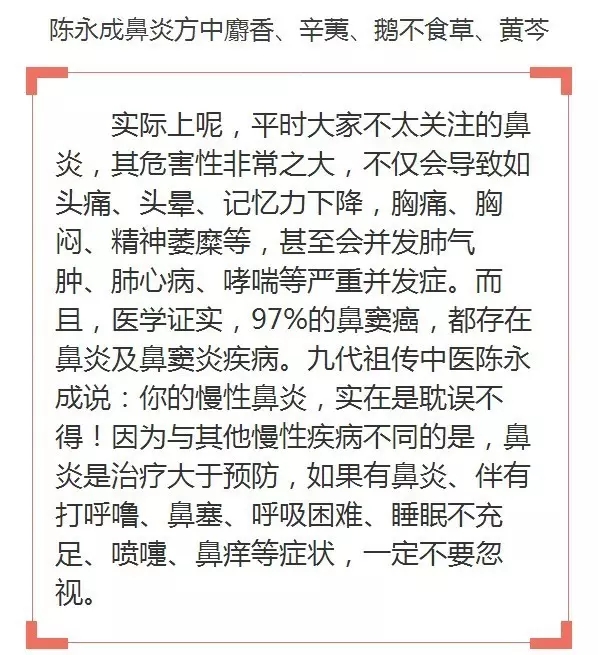 陈永成鼻炎方中麝香、辛荑、鹅不食草、黄芩
实际上呢，平时大家不太关注的鼻
炎，其危害性非常之大，不仅会导致如
头痛、头晕、记忆力下降，胸痛、胸
闷、精神萎糜等，甚至会并发肺气
肿、肺心病、哮喘等严重并发症。而
且，医学证实，97%的鼻窦癌，都存在
鼻炎及鼻窦炎疾病。九代祖传中医陈永
成说：你的慢性鼻炎，实在是耽误不
得！因为与其他慢性疾病不同的是，鼻
炎是治疗大于预防，如果有鼻炎、伴有
打呼噜、鼻塞、呼吸困难、睡眠不充
足、喷嚏、鼻痒等症状，一定不要忽
视。